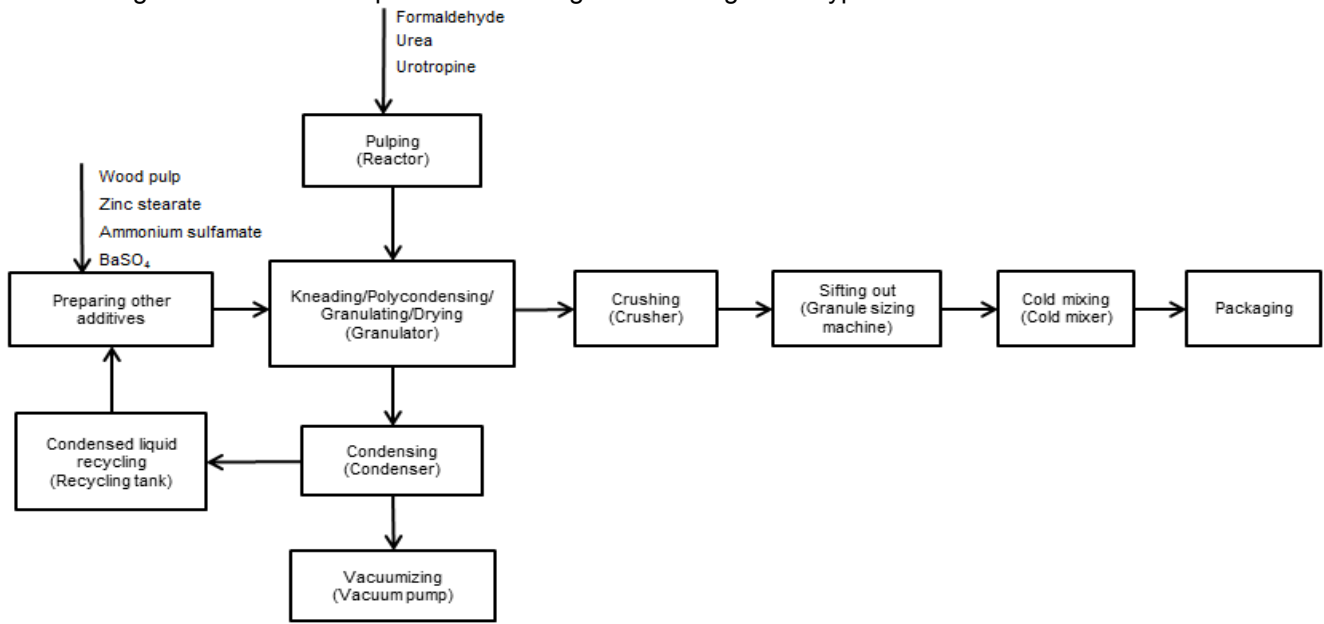 Formaldehyde
Urea
Urotropine
Pulping
(Reactor)
Wood pulp
Zinc stearate
Ammonium sulfamate
BaSO₄
Preparing other
additives
Kneading/Polycondensing/
Granulating/Drying
(Granulator)
Crushing
(Crusher)
Sifting out
(Granule sizing
machine)
Cold mixing
(Cold mixer)
Packaging
Condensed liquid
recycling
(Recycling tank)
Condensing
(Condenser)
Vacuumizing
(Vacuum pump)